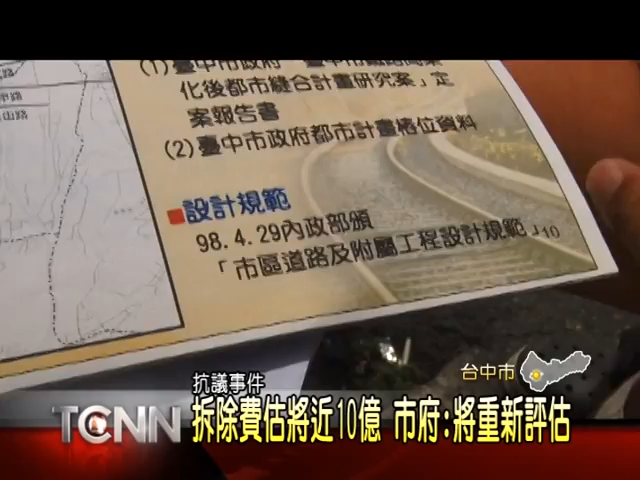 (1)臺中市政府「臺中市鐵路高架
化後都市縫合計畫研究案」定
案報告書
(2)臺中市政府都市計畫樁位資料
設計規範
98.4.29內政部頒
「市區道路及附屬工程設計規範」
10
台中市
抗議事件
TCNN
拆除費估將近10億 市府:將重新評估